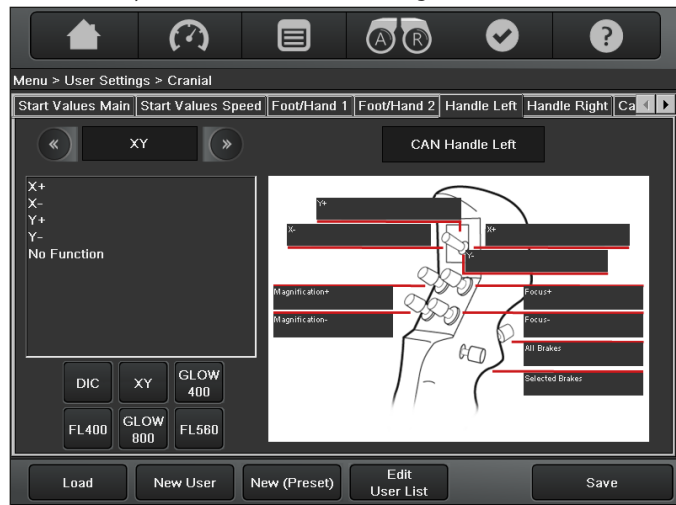 A R
?
Menu > User Settings > Cranial
Start Values Main Start Values Speed Foot/Hand 1 Foot/Hand 2 Handle Left Handle Right Ca
« XY »
CAN Handle Left
X+
X-
Y+
Y-
No Function
Y+
X-
X+
Y-
Magnification+
Focus+
Magnification-
Focus-
All Brakes
Selected Brakes
DIC
XY
GLOW
400
FL400
GLOW
800
FL560
Load
New User
New (Preset)
Edit
User List
Save